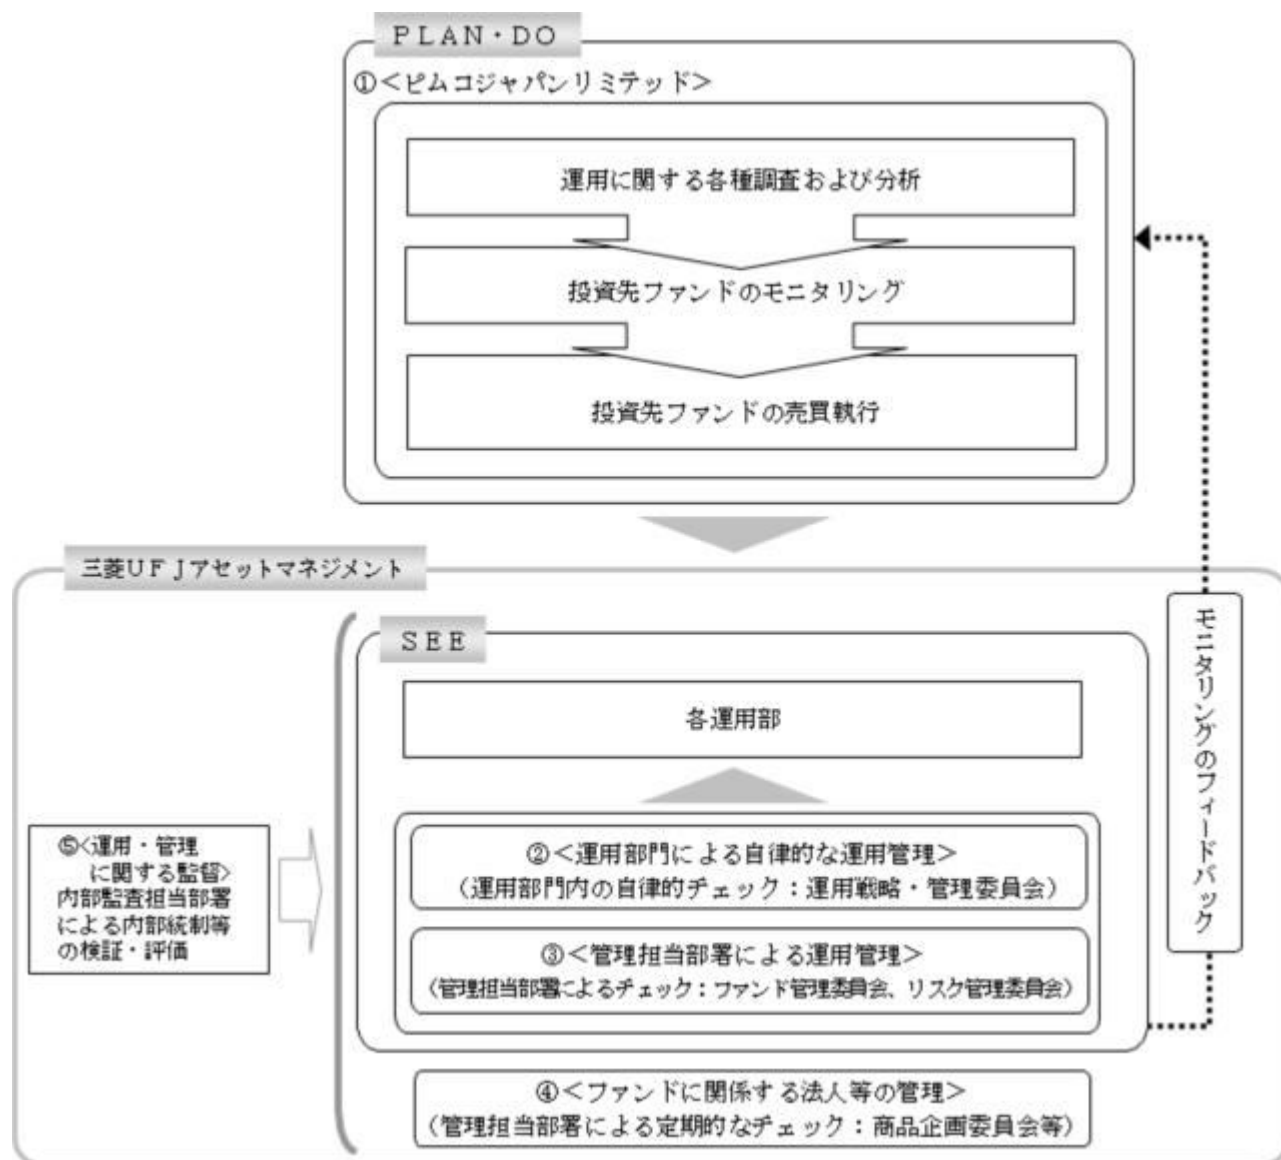 ＰＬＡＮ・ＤＯ
①＜ピムコジャパンリミテッド＞
運用に関する各種調査および分析
投資先ファンドのモニタリング
投資先ファンドの売買執行
三菱ＵＦＪアセットマネジメント
ＳＥＥ
各運用部
②＜運用部門による自律的な運用管理＞
（運用部門内の自律的チェック：運用戦略・管理委員会）
③＜管理担当部署による運用管理＞
（管理担当部署によるチェック：ファンド管理委員会、リスク管理委員会）
④＜ファンドに関係する法人等の管理＞
（管理担当部署による定期的なチェック：商品企画委員会等）
⑤＜運用・管理
に関する監督＞
内部監査担当部署
による内部統制等
の検証・評価
モニタリングのフィードバック